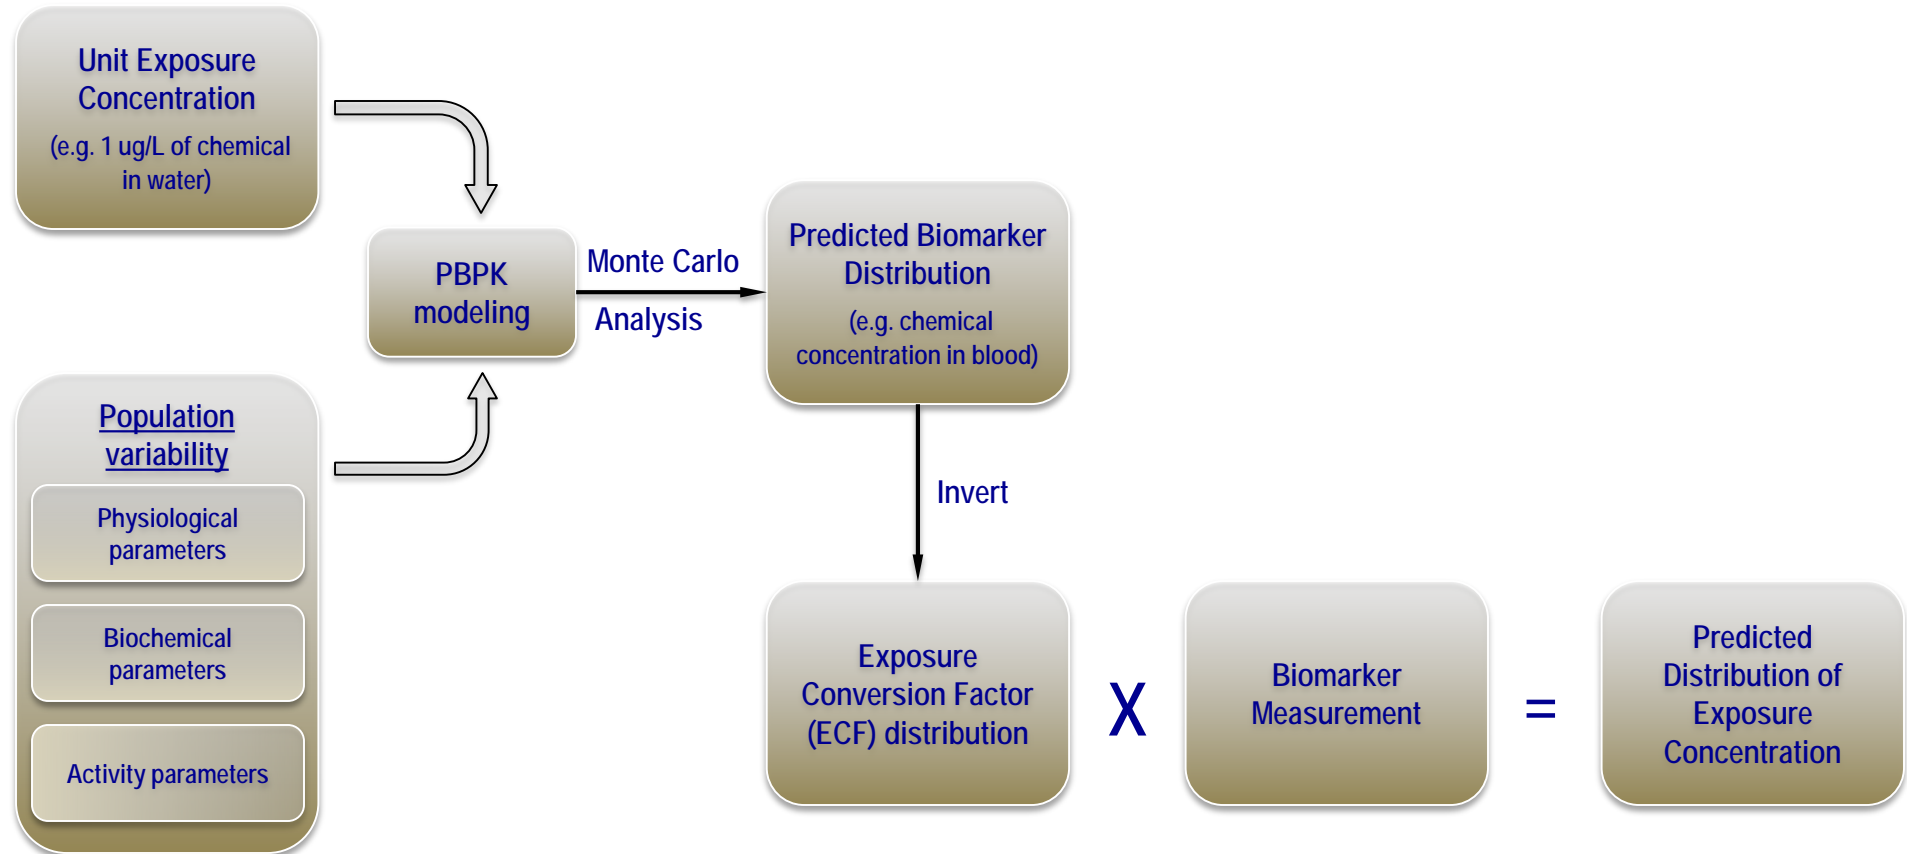 Unit Exposure
Concentration
(e.g. 1 ug/L of chemical
in water)
PBPK
modeling
Monte Carlo
Analysis
Predicted Biomarker
Distribution
(e.g. chemical
concentration in blood)
Population
variability
Physiological
parameters
Biochemical
parameters
Activity parameters
Invert
Exposure
Conversion Factor
(ECF) distribution
X
Biomarker
Measurement
=
Predicted
Distribution of
Exposure
Concentration